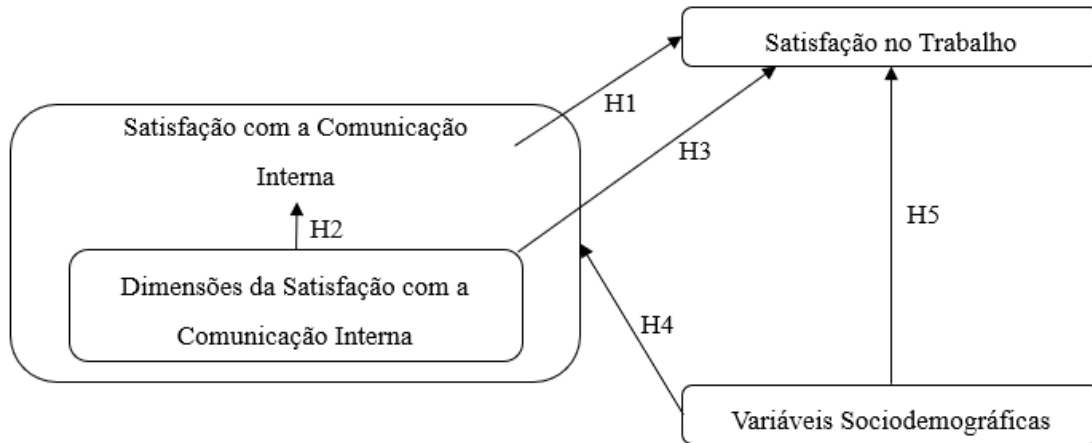 Satisfação no Trabalho
H1
Satisfação com a Comunicação
Interna
H3
H2
H5
Dimensões da Satisfação com a
Comunicação Interna
H4
Variáveis Sociodemográficas